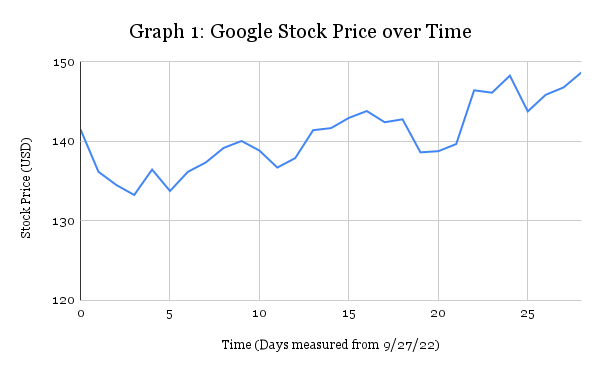 Graph 1: Google Stock Price over Time
150
140
130
120
Stock Price (USD)
0 5 10 15 20 25
Time (Days measured from 9/27/22)